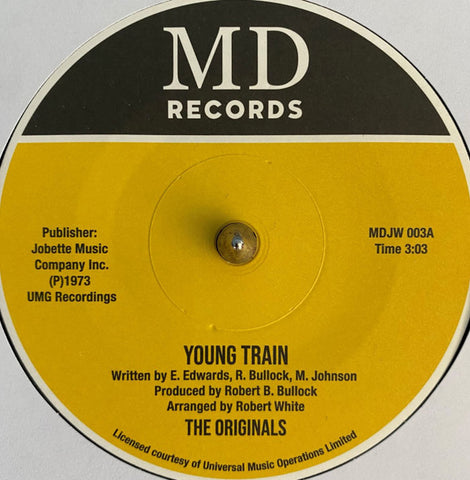 MD
RECORDS
Publisher:
Jobette Music
Company Inc.
(P)1973
UMG Recordings
MDJW 003A
Time 3:03
YOUNG TRAIN
Written by E. Edwards, R. Bullock, M. Johnson
Produced by Robert B. Bullock
Arranged by Robert White
THE ORIGINALS
Licensed courtesy of Universal Music Operations Limited